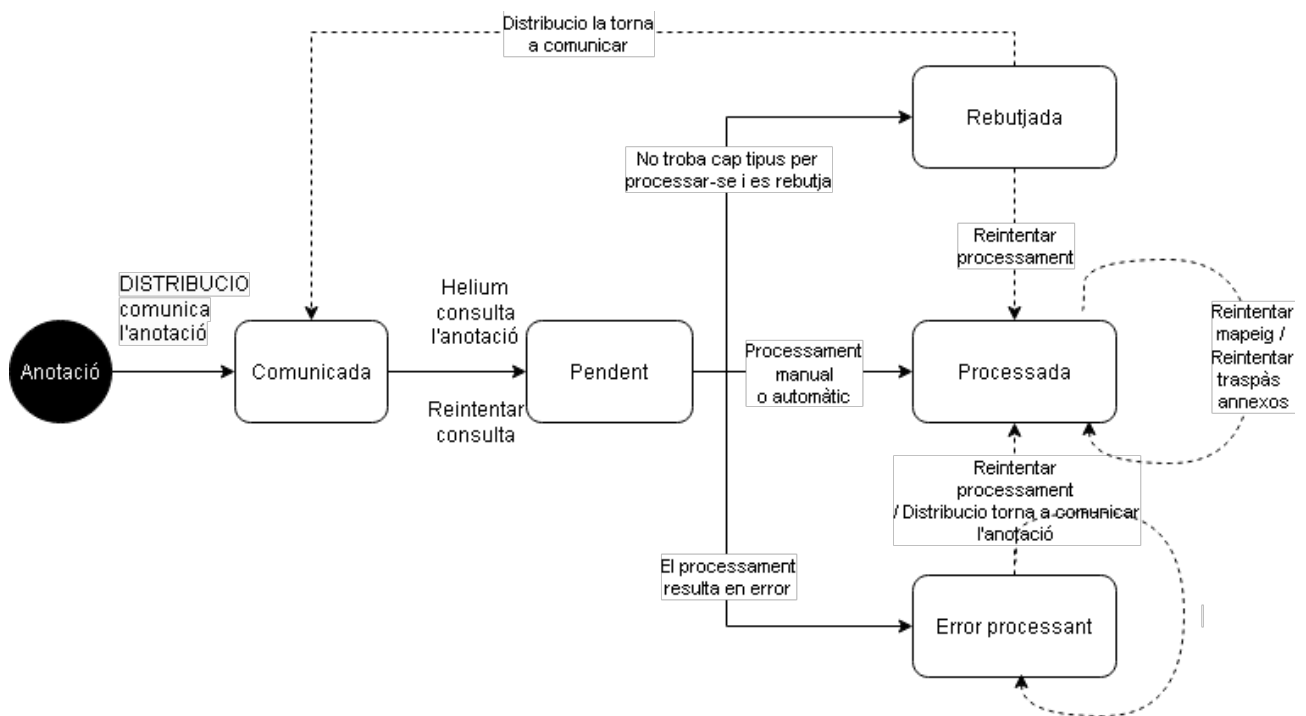 Distribucio la torna
a comunicar
Rebutjada
No troba cap tipus per
processar-se i es rebutja
Reintentar
processament
DISTRIBUCIO
comunica
l'anotació
Helium
consulta
l'anotació
Reintentar
mapeig /
Reintentar
traspàs
annexos
Anotació
Comunicada
Pendent
Processament
manual
o automàtic
Processada
Reintentar
consulta
Reintentar
processament
/ Distribucio torna a comunicar
l'anotació
El processament
resulta en error
Error processant